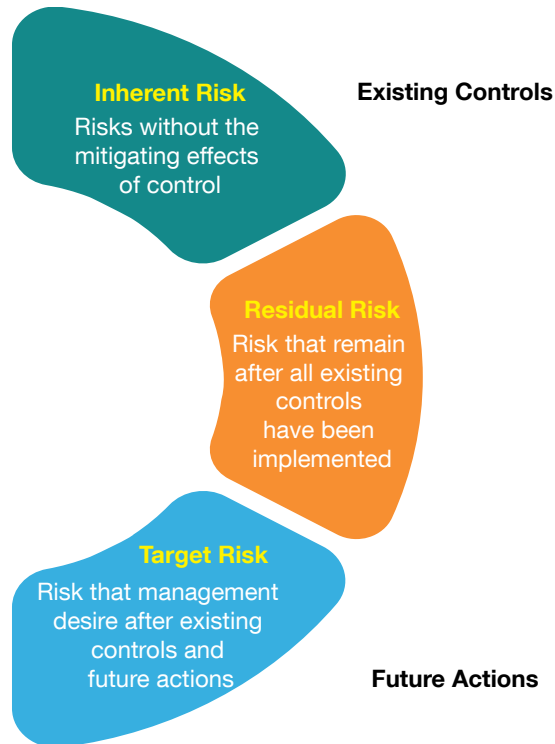 Inherent Risk
Existing Controls
Risks without the
mitigating effects
of control
Residual Risk
Risk that remain
after all existing
controls
have been
implemented
Target Risk
Risk that management
desire after existing
controls and
future actions
Future Actions